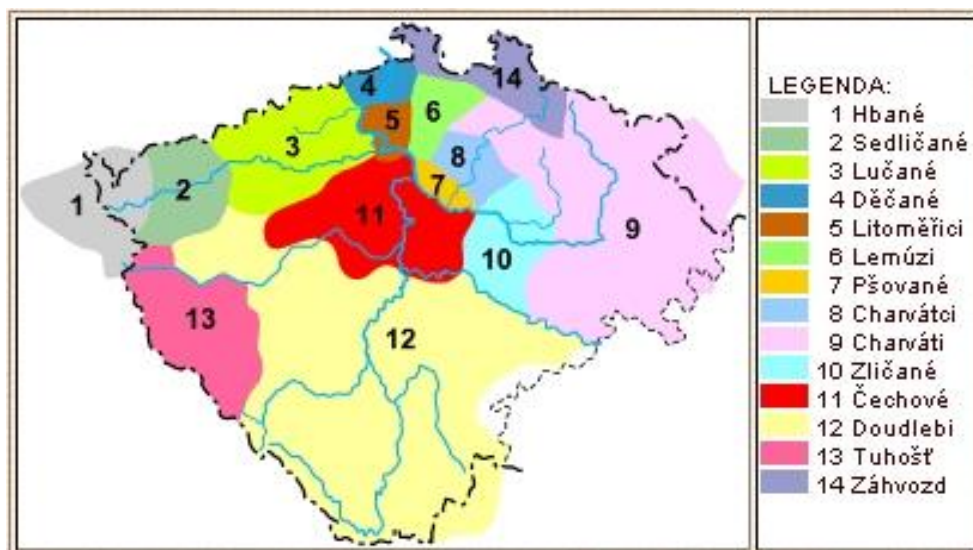 LEGENDA:
1 Hbané
2 Sedličané
3 Lučané
4 Děčané
5 Litoměřici
6 Lemúzi
7 Pšované
8 Charvátci
9 Charváti
10 Zličané
11 Čechové
12 Doudlebi
13 Tuhošť
14 Záhvozd
14
4
6
5
3
8
7
2
1
11
9
10
13
12